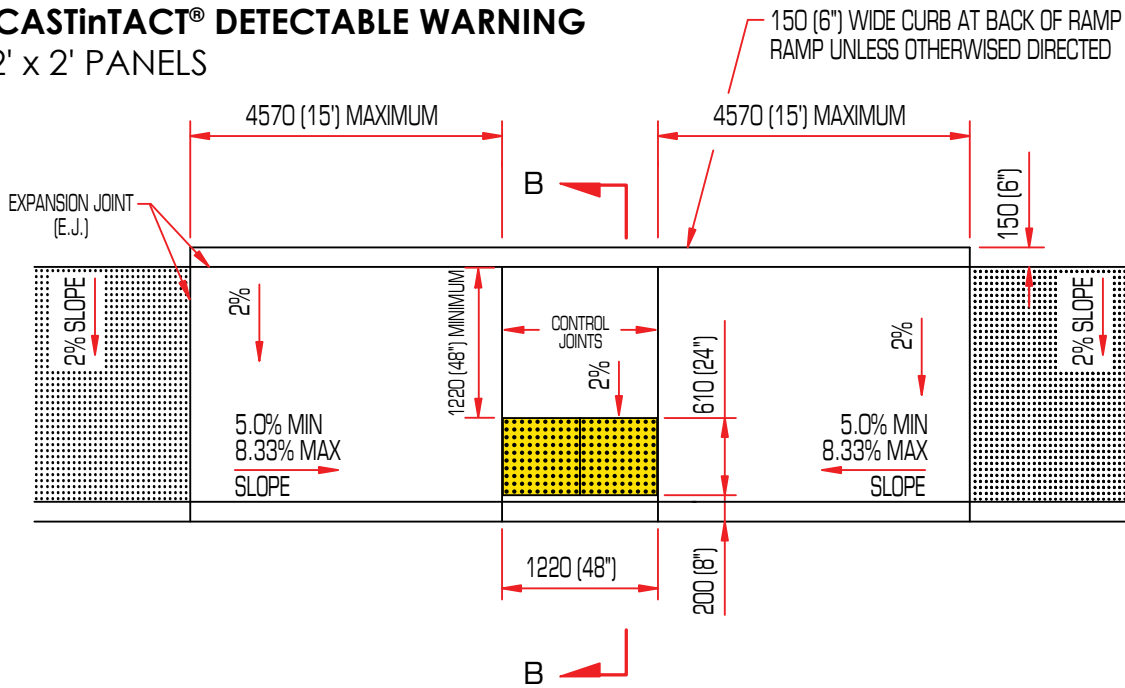 CASTinTACT® DETECTABLE WARNING
2' x 2' PANELS
150 (6") WIDE CURB AT BACK OF RAMP
RAMP UNLESS OTHERWISED DIRECTED
4570 (15') MAXIMUM
4570 (15') MAXIMUM
B
150 (6")
EXPANSION JOINT
(E.J.)
2% SLOPE
2%
1220 (48") MINIMUM
CONTROL
JOINTS
2%
610 (24")
2%
2% SLOPE
5.0% MIN
8.33% MAX
SLOPE
5.0% MIN
8.33% MAX
SLOPE
1220 (48")
200 (8")
B